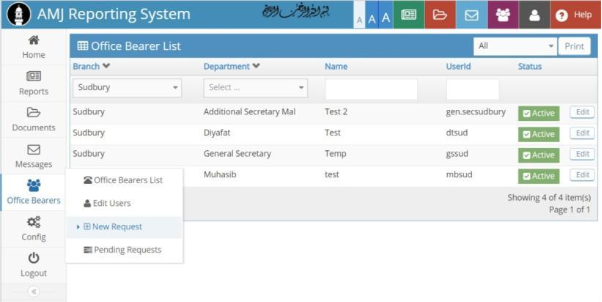 AMJ Reporting System
A A A
Help
Home
Reports
Documents
Messages
Office Bearers
Config
Logout
Office Bearer List
All
Print
Branch Department Name UserId Status
Sudbury Select ...
Sudbury Additional Secretary Mal Test 2 gen.secsudbury Active Edit
Sudbury Diyafat Test dtsud Active Edit
Sudbury General Secretary Temp gssud Active Edit
Muhasib test mbsud Active Edit
Office Bearers List
Edit Users
New Request
Pending Requests
Showing 4 of 4 item(s)
Page 1 of 1